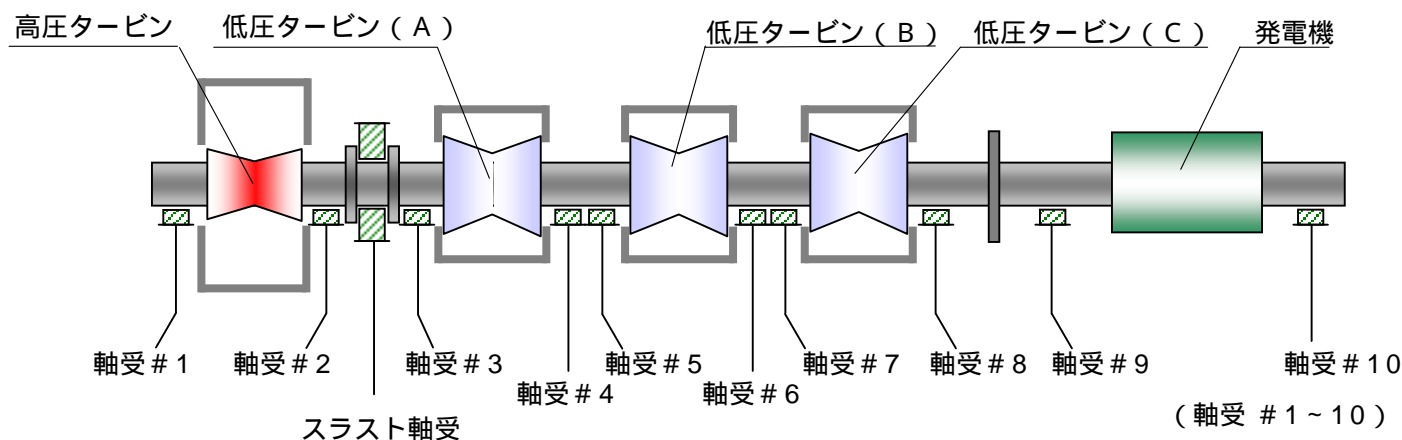 高圧タービン
低圧タービン(A)
低圧タービン(B)
低圧タービン(C)
発電機
軸受#1
軸受#2
軸受#3
軸受#4
軸受#5
軸受#6
軸受#7
軸受#8
軸受#9
軸受#10
スラスト軸受
(軸受 #1~10)